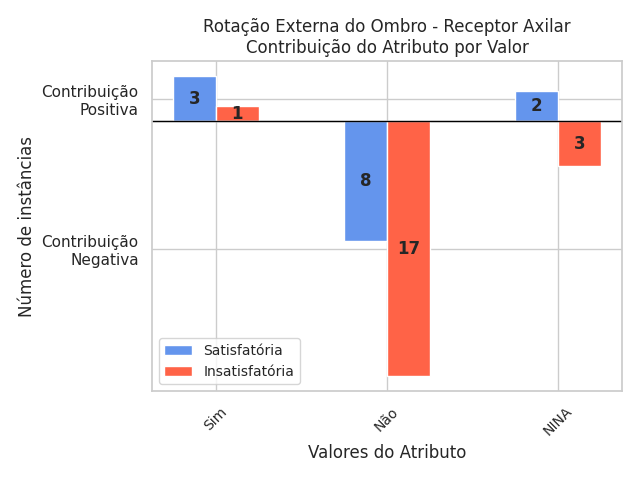 Rotação Externa do Ombro - Receptor Axilar
Contribuição do Atributo por Valor
Contribuição
Positiva
Contribuição
Negativa
Número de instâncias
3
1
8
17
2
3
Satisfatória
Insatisfatória
Sim
Não
NINA
Valores do Atributo